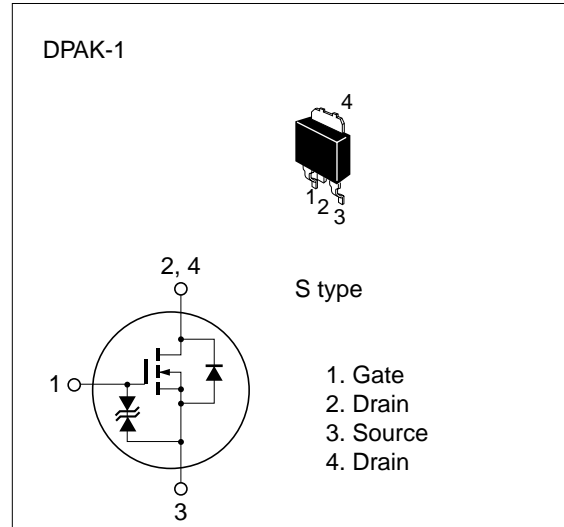 DPAK-1
4
1
2
3
2, 4
S type
1
1. Gate
2. Drain
3. Source
4. Drain
3